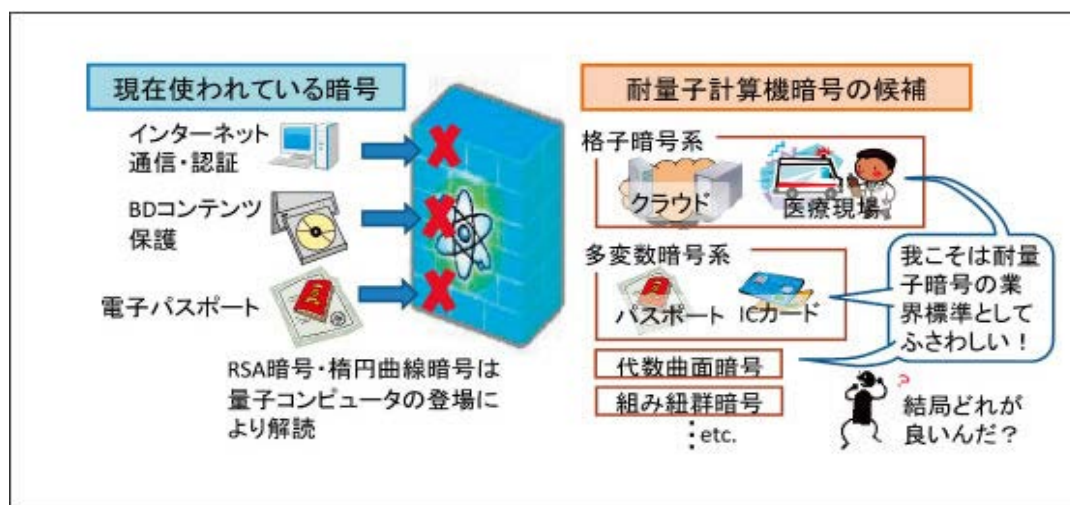 現在使われている暗号
インターネット
通信・認証
BDコンテンツ
保護
電子パスポート
RSA暗号・楕円曲線暗号は
量子コンピュータの登場に
より解読
耐量子計算機暗号の候補
格子暗号系
クラウド
医療現場
多変数暗号系
パスポート
ICカード
代数曲面暗号
組み紐群暗号
⋮etc.
我こそは耐量
子暗号の業
界標準として
ふさわしい！
?
結局どれが
良いんだ？